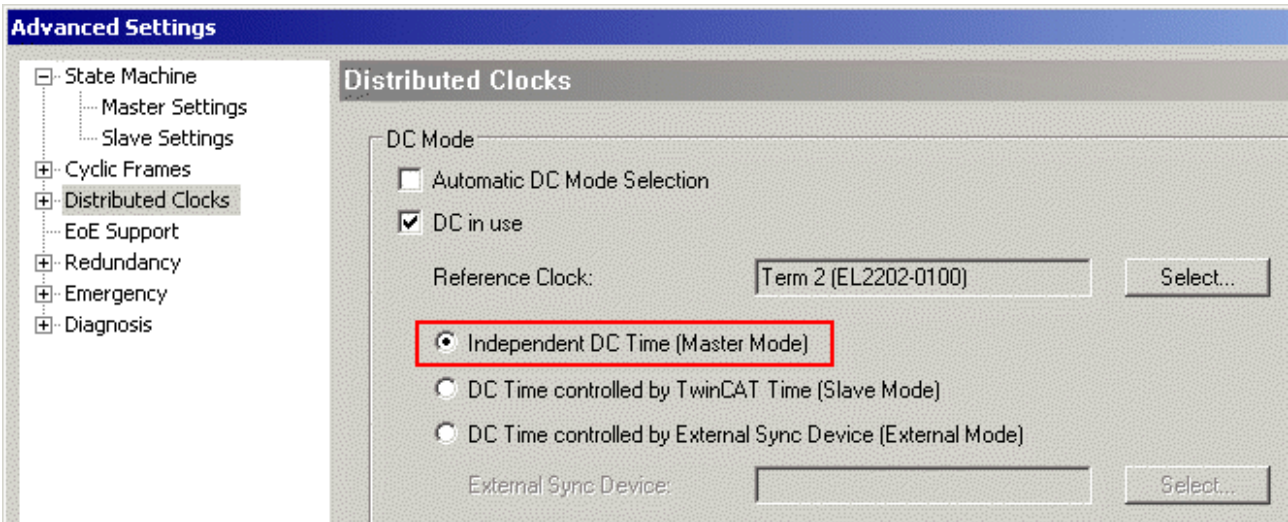 Advanced Settings
State Machine
Master Settings
Slave Settings
Cyclic Frames
Distributed Clocks
EoE Support
Redundancy
Emergency
Diagnosis
Distributed Clocks
DC Mode
Automatic DC Mode Selection
DC in use
Reference Clock: Term 2 (EL2202-0100) Select...
Independent DC Time (Master Mode)
DC Time controlled by TwinCAT Time (Slave Mode)
DC Time controlled by External Sync Device (External Mode)
External Sync Device: Select...